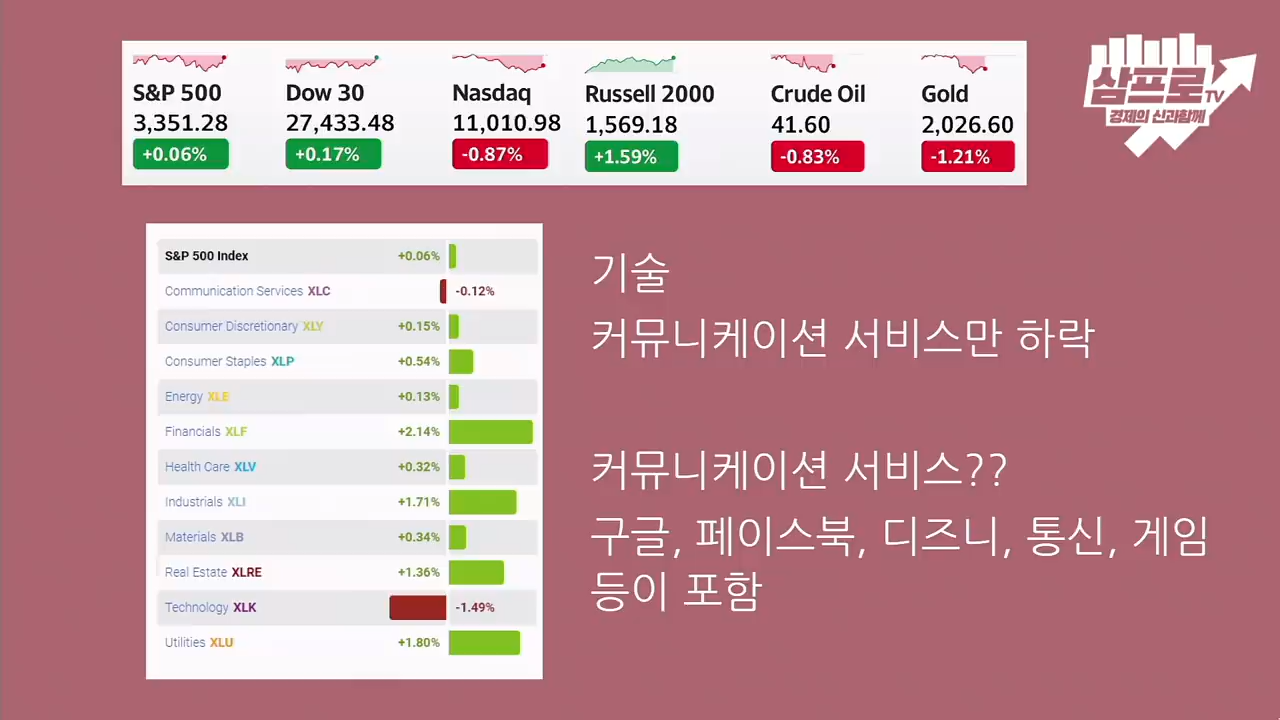 S&P 500
3,351.28
+0.06%
Dow 30
27,433.48
+0.17%
Nasdaq
11,010.98
-0.87%
Russell 2000
1,569.18
+1.59%
Crude Oil
41.60
-0.83%
Gold
2,026.60
-1.21%
삼프로TV
경제의 신과함께
S&P 500 Index +0.06%
Communication Services XLC -0.12%
Consumer Discretionary XLY +0.15%
Consumer Staples XLP +0.54%
Energy XLE +0.13%
Financials XLF +2.14%
Health Care XLV +0.32%
Industrials XLI +1.71%
Materials XLB +0.34%
Real Estate XLRE +1.36%
Technology XLK -1.49%
Utilities XLU +1.80%
기술
커뮤니케이션 서비스만 하락
커뮤니케이션 서비스??
구글, 페이스북, 디즈니, 통신, 게임
등이 포함